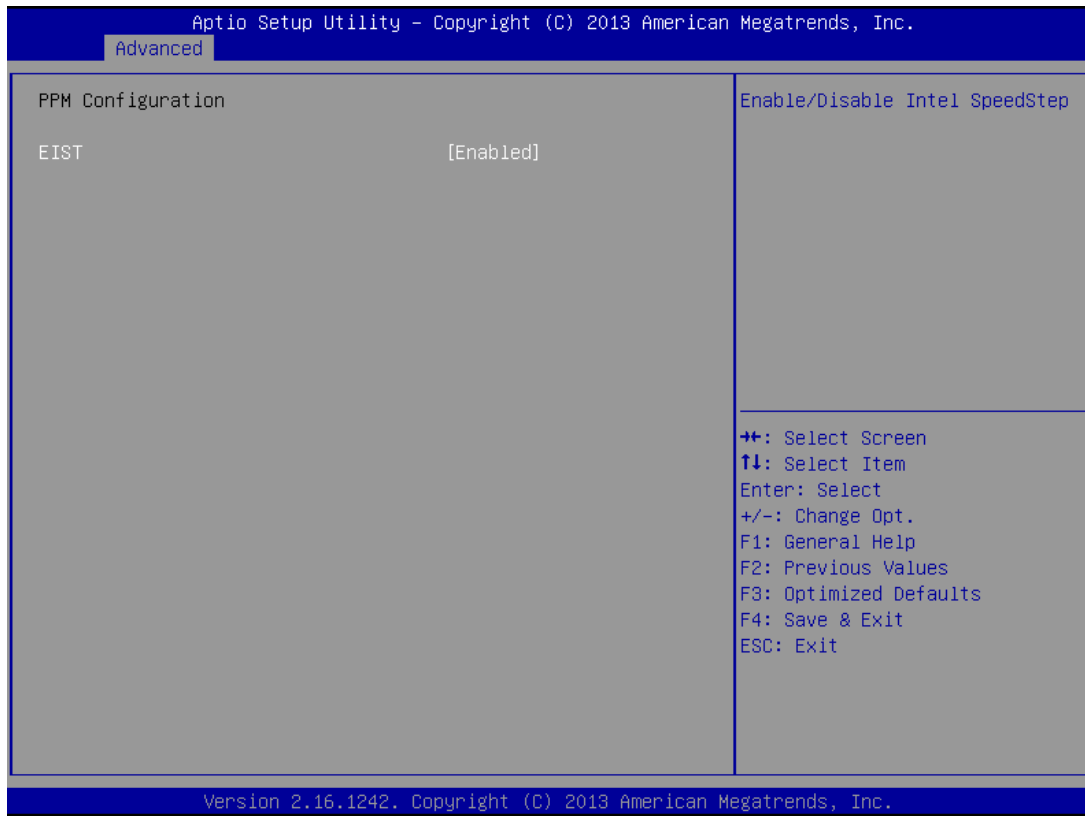 Aptio Setup Utility – Copyright (C) 2013 American Megatrends, Inc.
Advanced
PPM Configuration
EIST [Enabled]
Enable/Disable Intel SpeedStep
→←: Select Screen
↑↓: Select Item
Enter: Select
+/-: Change Opt.
F1: General Help
F2: Previous Values
F3: Optimized Defaults
F4: Save & Exit
ESC: Exit
Version 2.16.1242. Copyright (C) 2013 American Megatrends, Inc.